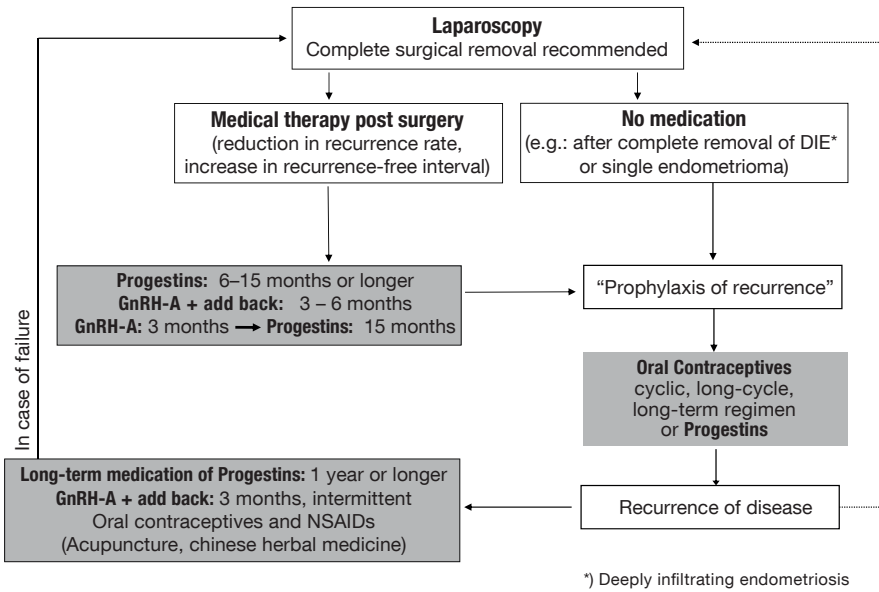 Laparoscopy
Complete surgical removal recommended
Medical therapy post surgery
(reduction in recurrence rate,
increase in recurrence-free interval)
No medication
(e.g.: after complete removal of DIE*
or single endometrioma)
Progestins: 6–15 months or longer
GnRH-A + add back: 3 – 6 months
GnRH-A: 3 months → Progestins: 15 months
“Prophylaxis of recurrence”
Oral Contraceptives
cyclic, long-cycle,
long-term regimen
or Progestins
In case of failure
Long-term medication of Progestins: 1 year or longer
GnRH-A + add back: 3 months, intermittent
Oral contraceptives and NSAIDs
(Acupuncture, chinese herbal medicine)
Recurrence of disease
*) Deeply infiltrating endometriosis